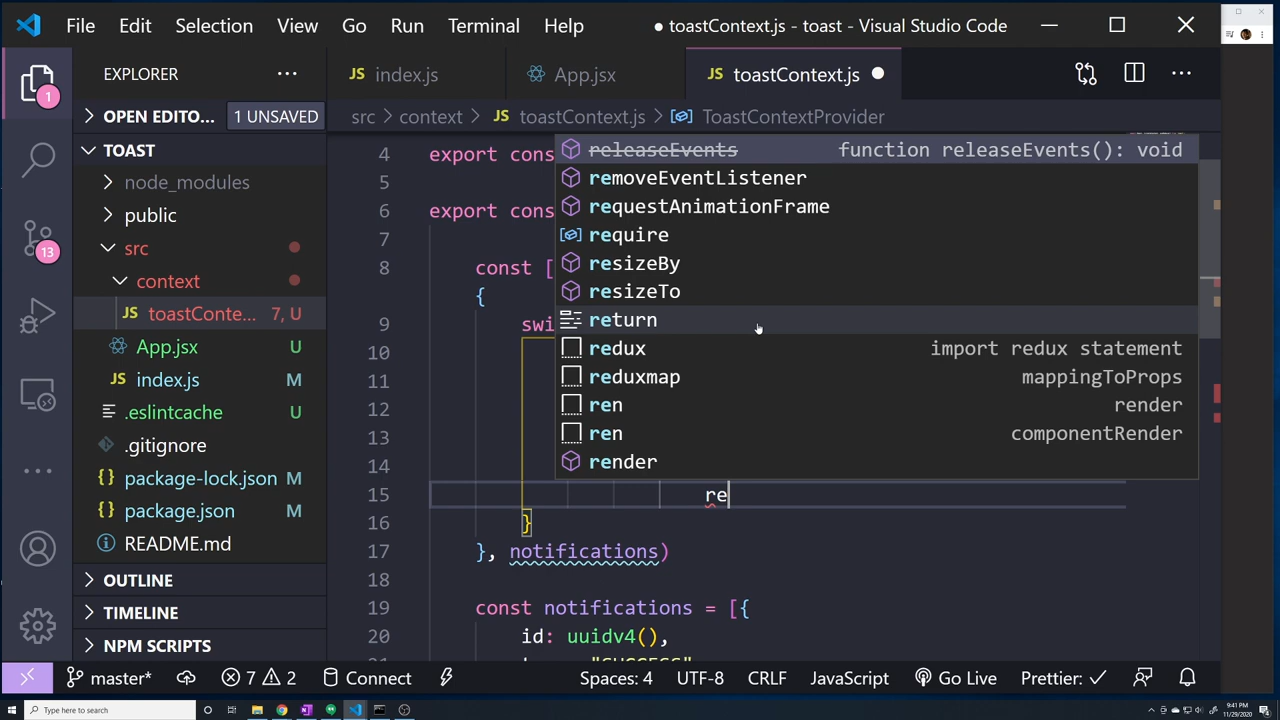 File Edit Selection View Go Run Terminal Help ● toastContext.js - toast - Visual Studio Code
EXPLORER
JS index.js App.jsx JS toastContext.js
OPEN EDITO... 1 UNSAVED
src > context > JS toastContext.js > ToastContextProvider
TOAST
node_modules
public
src
context
JS toastConte... 7, U
App.jsx U
JS index.js M
.eslintcache U
.gitignore
package-lock.json M
package.json M
README.md
OUTLINE
TIMELINE
NPM SCRIPTS
1
13
4 export cons
5
6 export cons
7
8 const [
{
9 swi
10
11
12
13
14
15 re
16 }
17 }, notifications)
18
19 const notifications = [{
20 id: uuidv4(),
releaseEvents function releaseEvents(): void
removeEventListener
requestAnimationFrame
require
resizeBy
resizeTo
return
redux import redux statement
reduxmap mappingToProps
ren render
ren componentRender
render
master* 7 2 Connect Spaces: 4 UTF-8 CRLF JavaScript Go Live Prettier: ✓
Type here to search
9:41 PM
11/29/2020